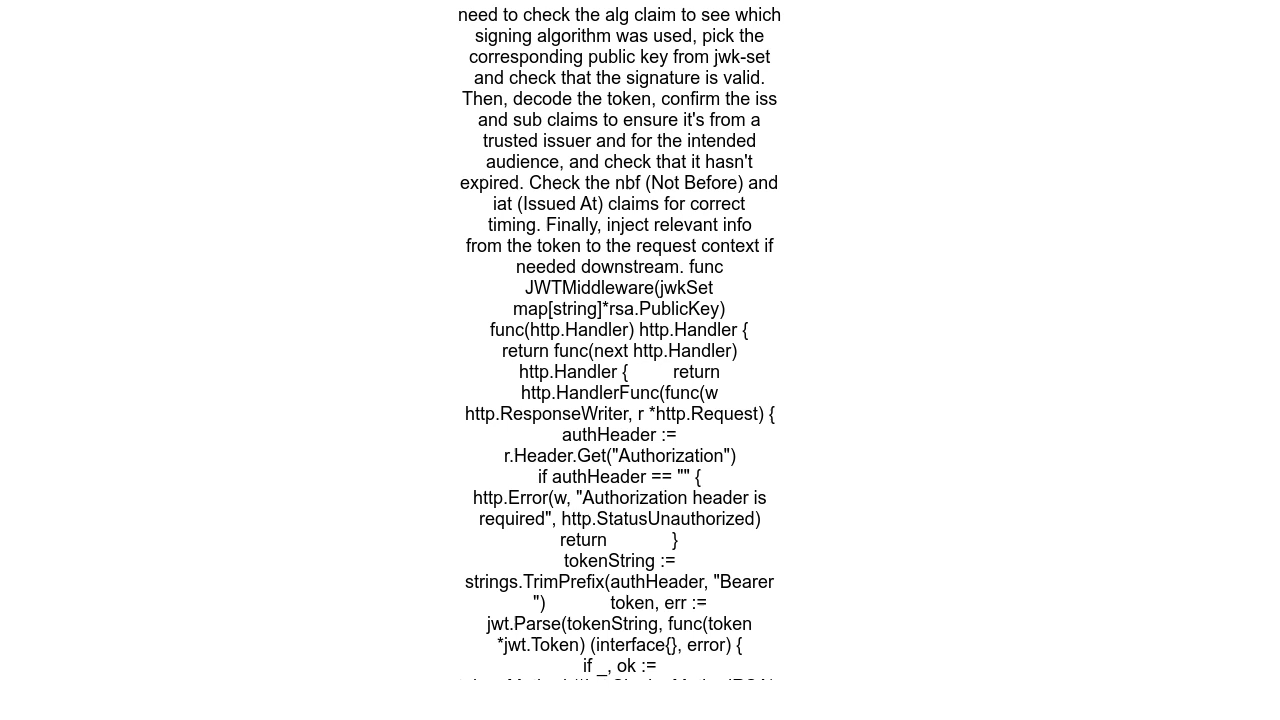 need to check the alg claim to see which
signing algorithm was used, pick the
corresponding public key from jwk-set
and check that the signature is valid.
Then, decode the token, confirm the iss
and sub claims to ensure it's from a
trusted issuer and for the intended
audience, and check that it hasn't
expired. Check the nbf (Not Before) and
iat (Issued At) claims for correct
timing. Finally, inject relevant info
from the token to the request context if
needed downstream. func
JWTMiddleware(jwkSet
map[string]*rsa.PublicKey)
func(http.Handler) http.Handler {
return func(next http.Handler)
http.Handler {         return
http.HandlerFunc(func(w
http.ResponseWriter, r *http.Request) {
authHeader :=
r.Header.Get("Authorization")
if authHeader == "" {
http.Error(w, "Authorization header is
required", http.StatusUnauthorized)
return             }
tokenString :=
strings.TrimPrefix(authHeader, "Bearer
")             token, err :=
jwt.Parse(tokenString, func(token
*jwt.Token) (interface{}, error) {
if _, ok :=